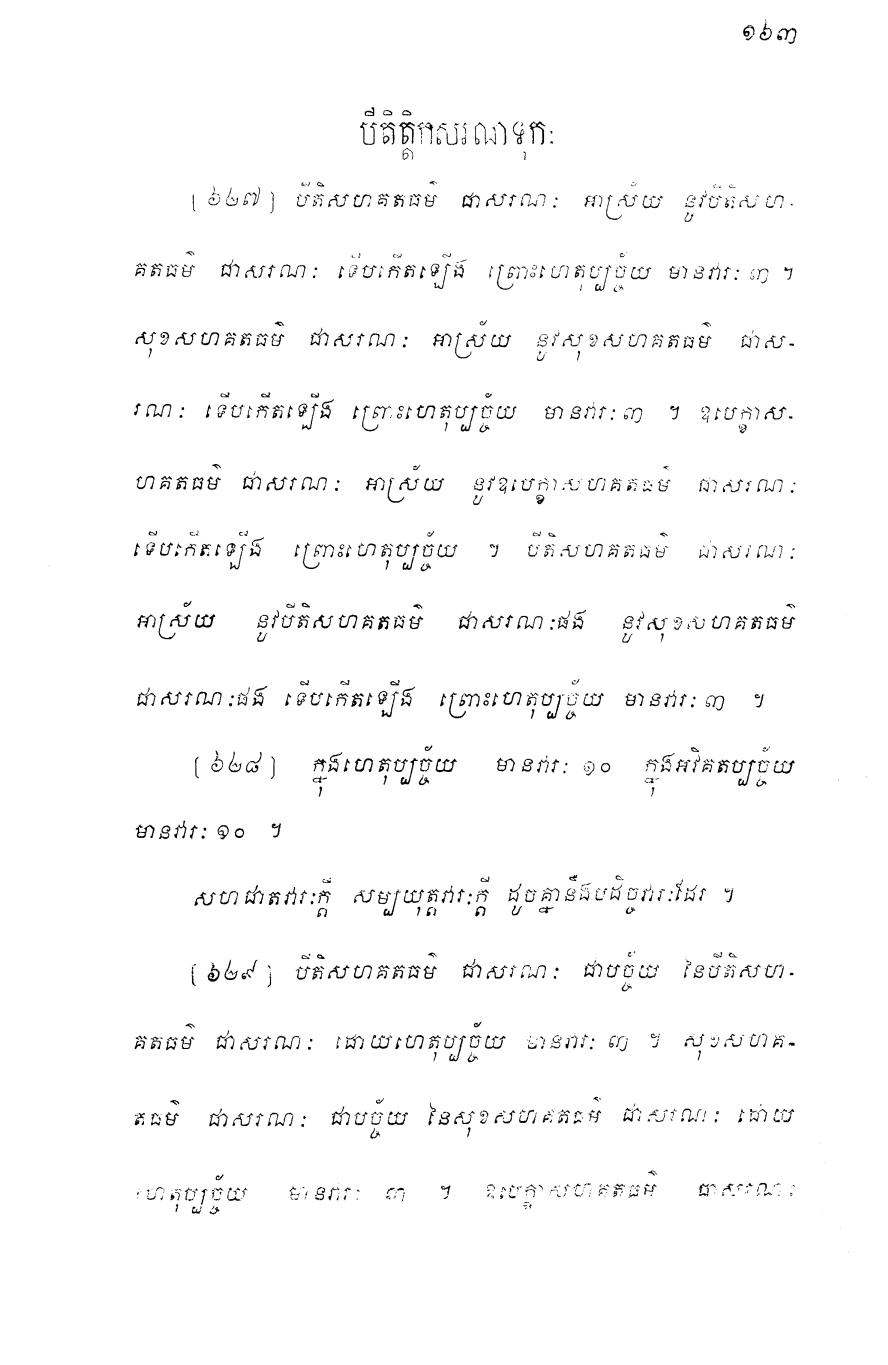 ១៦៣
បីតិត្តិកសរណទុកៈ
[៦២៧] បីតិសហគតធម៌ ជាសរណៈ អាស្រ័យ នូវបីតិសហ-
គតធម៌ ជាសរណៈ ទើបកើតឡើង ព្រោះហេតុប្បច្ច័យ មានវារៈ ៣ ។
សុខសហគតធម៌ ជាសរណៈ អាស្រ័យ នូវសុខសហគតធម៌ ជាស-
រណៈ ទើបកើតឡើង ព្រោះហេតុប្បច្ច័យ មានវារៈ ៣ ។ ឧបេក្ខាស-
ហគតធម៌ ជាសរណៈ អាស្រ័យ នូវឧបេក្ខាសហគតធម៌ ជាសរណៈ
ទើបកើតឡើង ព្រោះហេតុប្បច្ច័យ ។ បីតិសហគតធម៌ ជាសរណៈ
អាស្រ័យ នូវបីតិសហគតធម៌ ជាសរណៈផង នូវសុខសហគតធម៌
ជាសរណៈផង ទើបកើតឡើង ព្រោះហេតុប្បច្ច័យ មានវារៈ ៣ ។
[៦២៨] ក្នុងហេតុប្បច្ច័យ មានវារៈ ១០ ក្នុងអវិគតប្បច្ច័យ
មានវារៈ ១០ ។
សហជាតវារៈក្តី សម្បយុត្តវារៈក្តី ដូចគ្នានឹងបដិច្ចវារៈដែរ ។
[៦២៩] បីតិសហគតធម៌ ជាសរណៈ ជាបច្ច័យ នៃបីតិសហ-
គតធម៌ ជាសរណៈ ដោយហេតុប្បច្ច័យ មានវារៈ ៣ ។ សុខសហគ-
តធម៌ ជាសរណៈ ជាបច្ច័យ នៃសុខសហគតធម៌ ជាសរណៈ ដោយ
ហេតុប្បច្ច័យ មានវារៈ ៣ ។ ឧបេក្ខាសហគតធម៌ ជាសរណៈ